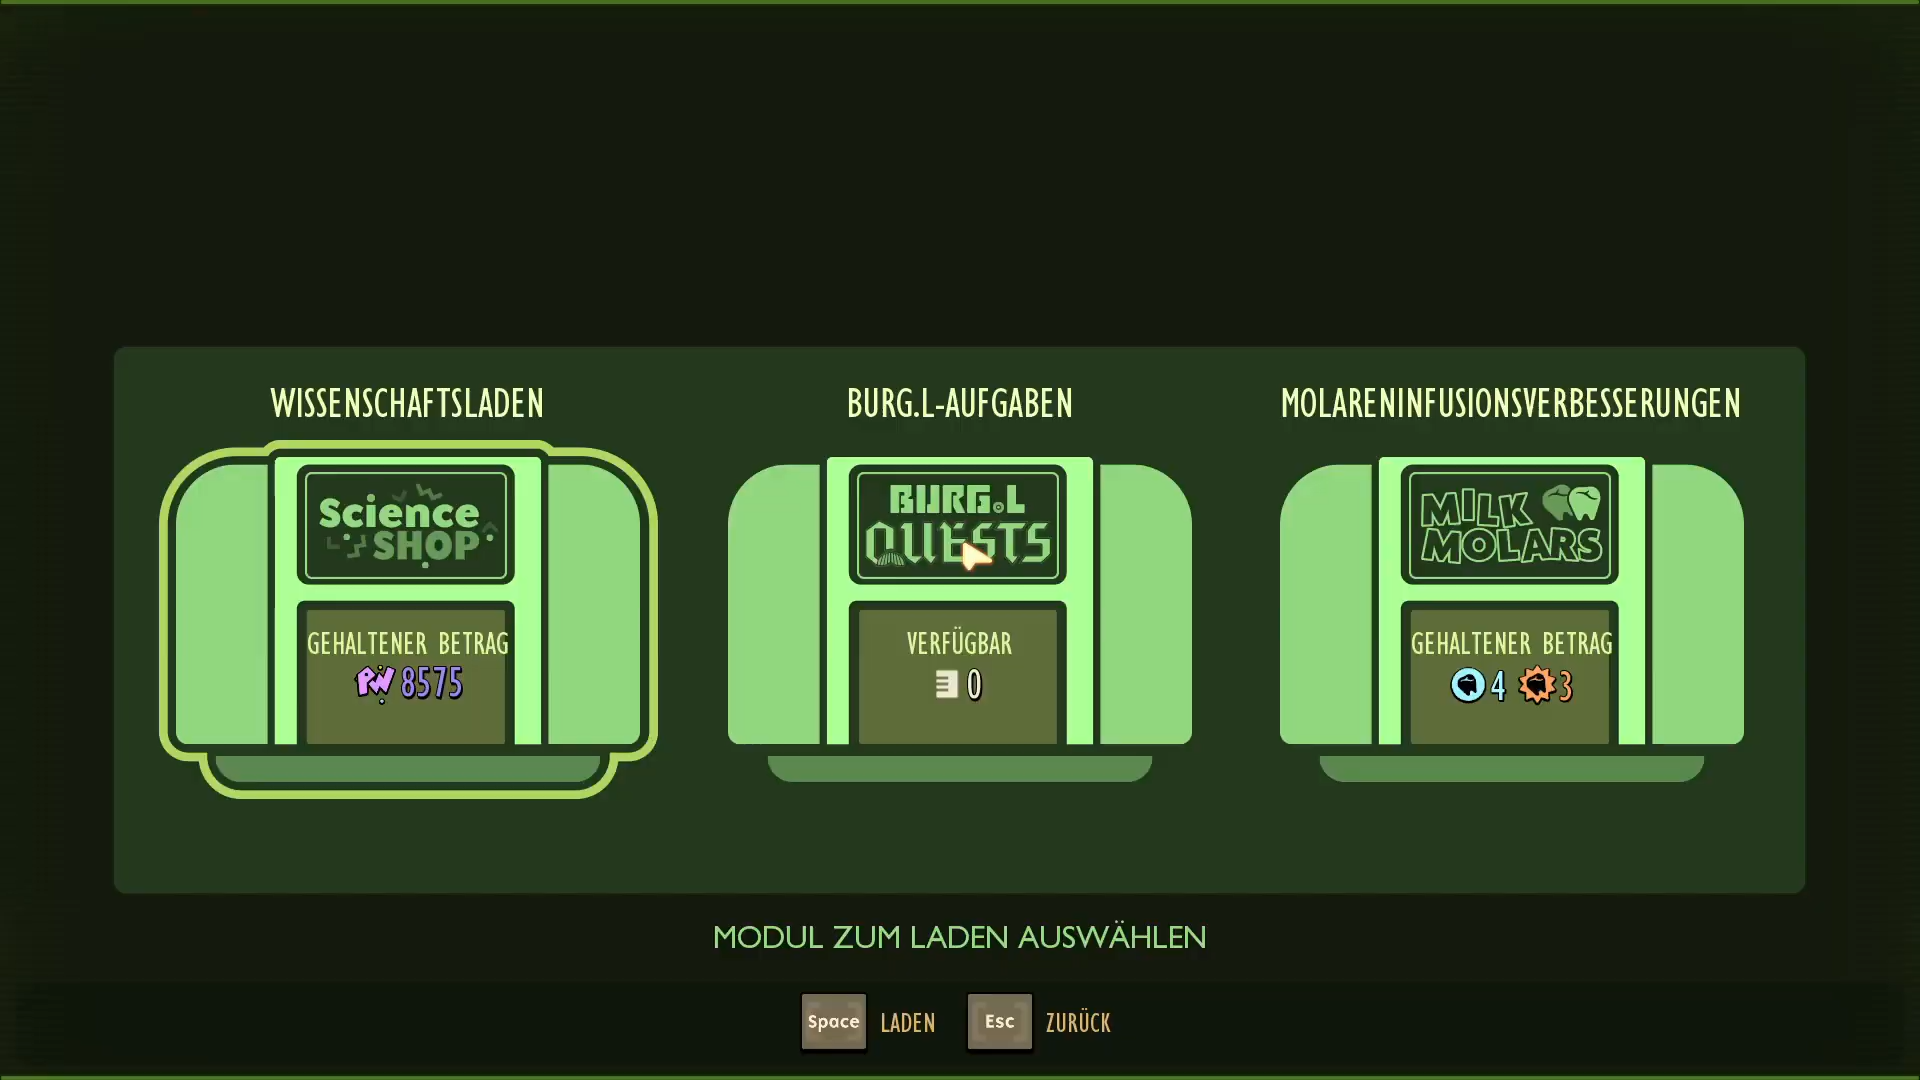 WISSENSCHAFTSLADEN
Science
SHOP
GEHALTENER BETRAG
8575
BURG.L-AUFGABEN
BURG.L
QUESTS
VERFÜGBAR
0
MOLARENINFUSIONSVERBESSERUNGEN
MILK
MOLARS
GEHALTENER BETRAG
4 3
MODUL ZUM LADEN AUSWÄHLEN
Space LADEN Esc ZURÜCK